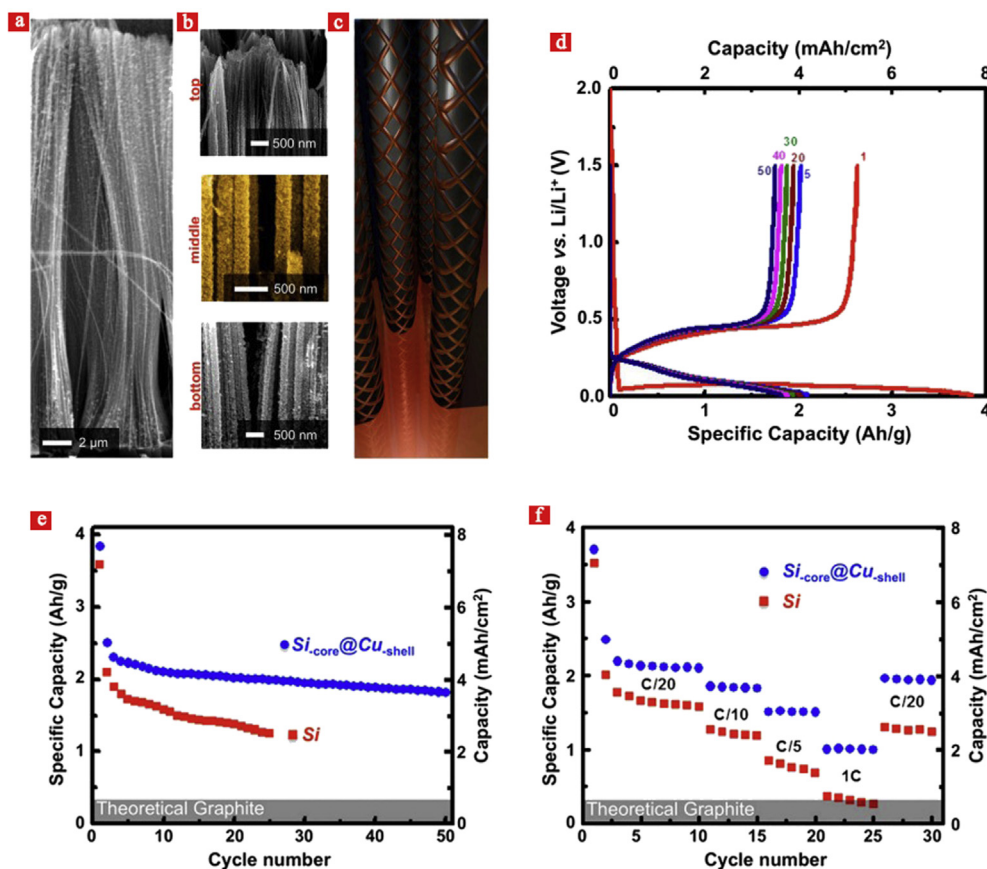 a
b
c
top
500 nm
middle
500 nm
bottom
500 nm
2 µm
d
Capacity (mAh/cm²)
0 2 4 6 8
Voltage vs. Li/Li⁺ (V)
2.0
1.5
1.0
0.5
0.0
50 40 30 20 5 1
0 1 2 3 4
Specific Capacity (Ah/g)
e
Specific Capacity (Ah/g)
4
3
2
1
0
Si-core@Cu-shell
Si
Theoretical Graphite
8
6
4
2
0
Capacity (mAh/cm²)
0 10 20 30 40 50
Cycle number
f
Specific Capacity (Ah/g)
4
3
2
1
0
Si-core@Cu-shell
Si
C/20
C/10
C/5
1C
C/20
Theoretical Graphite
8
6
4
2
0
Capacity (mAh/cm²)
0 5 10 15 20 25 30
Cycle number